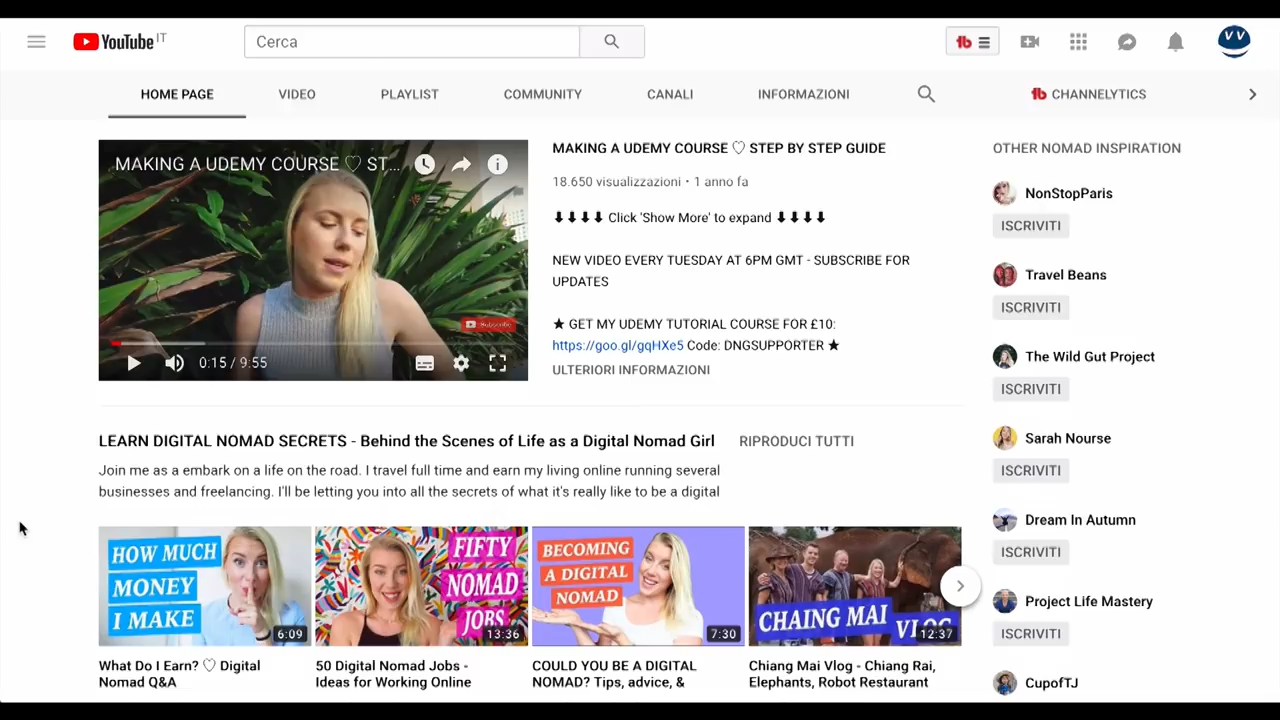 YouTube IT
Cerca
HOME PAGE
VIDEO
PLAYLIST
COMMUNITY
CANALI
INFORMAZIONI
CHANNELYTICS
MAKING A UDEMY COURSE ♡ ST...
Subscribe
0:15 / 9:55
MAKING A UDEMY COURSE ♡ STEP BY STEP GUIDE
18.650 visualizzazioni • 1 anno fa
⬇⬇⬇⬇ Click 'Show More' to expand ⬇⬇⬇⬇
NEW VIDEO EVERY TUESDAY AT 6PM GMT - SUBSCRIBE FOR
UPDATES
★ GET MY UDEMY TUTORIAL COURSE FOR £10:
https://goo.gl/gqHXe5 Code: DNGSUPPORTER ★
ULTERIORI INFORMAZIONI
OTHER NOMAD INSPIRATION
NonStopParis
ISCRIVITI
Travel Beans
ISCRIVITI
The Wild Gut Project
ISCRIVITI
Sarah Nourse
ISCRIVITI
Dream In Autumn
ISCRIVITI
Project Life Mastery
ISCRIVITI
CupofTJ
LEARN DIGITAL NOMAD SECRETS - Behind the Scenes of Life as a Digital Nomad Girl
RIPRODUCI TUTTI
Join me as a embark on a life on the road. I travel full time and earn my living online running several
businesses and freelancing. I'll be letting you into all the secrets of what it's really like to be a digital
HOW MUCH
MONEY
I MAKE
6:09
What Do I Earn? ♡ Digital
Nomad Q&A
FIFTY
NOMAD
JOBS
13:36
50 Digital Nomad Jobs -
Ideas for Working Online
BECOMING
A DIGITAL
NOMAD
7:30
COULD YOU BE A DIGITAL
NOMAD? Tips, advice, &
CHAING MAI
VLOG
12:37
Chiang Mai Vlog - Chiang Rai,
Elephants, Robot Restaurant